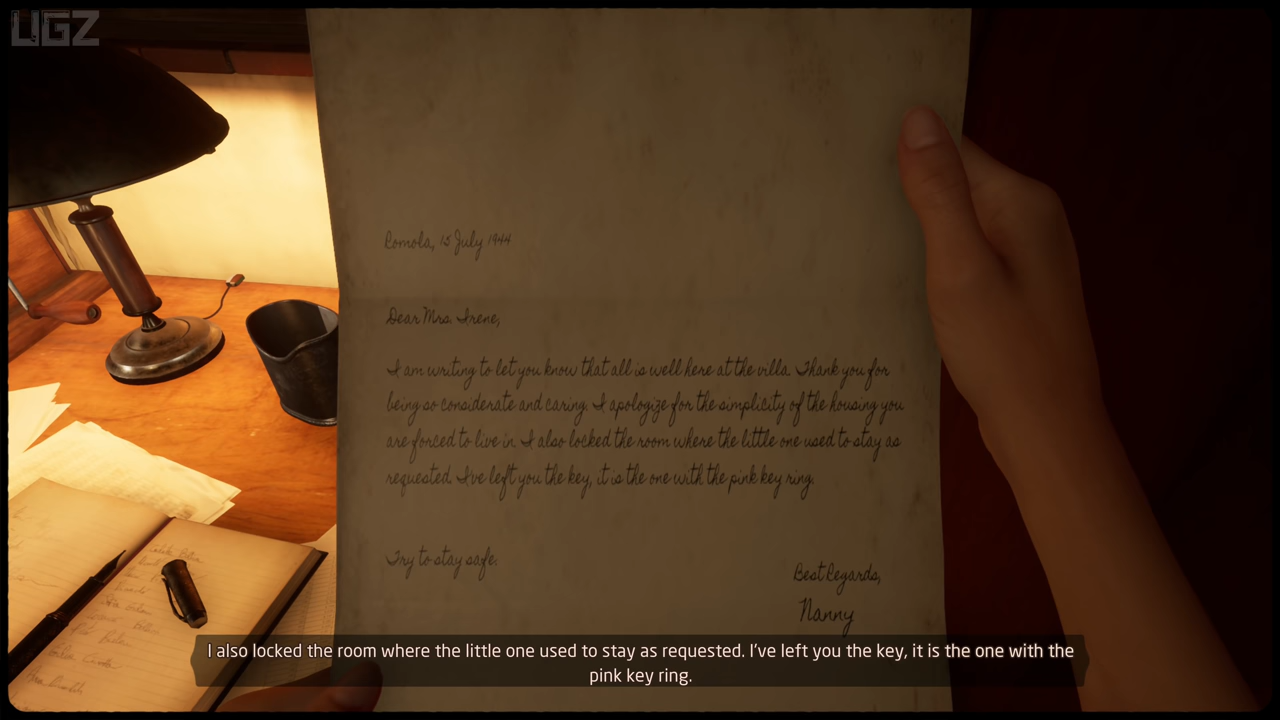 UGZ
Romola, 15 July 1944
Dear Mrs. Irene,
I am writing to let you know that all is well here at the villa. Thank you for
being so considerate and caring. I apologize for the simplicity of the housing you
are forced to live in. I also locked the room where the little one used to stay as
requested. I've left you the key, it is the one with the pink key ring.
Try to stay safe.
Best Regards,
Nanny
I also locked the room where the little one used to stay as requested. I've left you the key, it is the one with the
pink key ring.